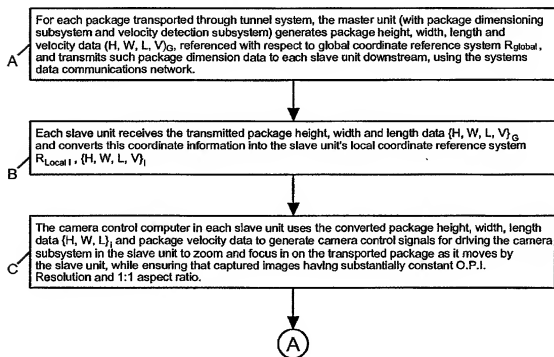 For each package transported through tunnel system, the master unit (with package dimensioning
subsystem and velocity detection subsystem) generates package height, width, length and
velocity data {H, W, L, V}G, referenced with respect to global coordinate reference system Rglobal,
and transmits such package dimension data to each slave unit downstream, using the systems
data communications network.
A
Each slave unit receives the transmitted package height, width and length data {H, W, L, V}G
and converts this coordinate information into the slave unit's local coordinate reference system
RLocal I , {H, W, L, V}i
B
The camera control computer in each slave unit uses the converted package height, width, length
data {H, W, L}i and package velocity data to generate camera control signals for driving the camera
subsystem in the slave unit to zoom and focus in on the transported package as it moves by
the slave unit, while ensuring that captured images having substantially constant O.P.I.
Resolution and 1:1 aspect ratio.
C
A